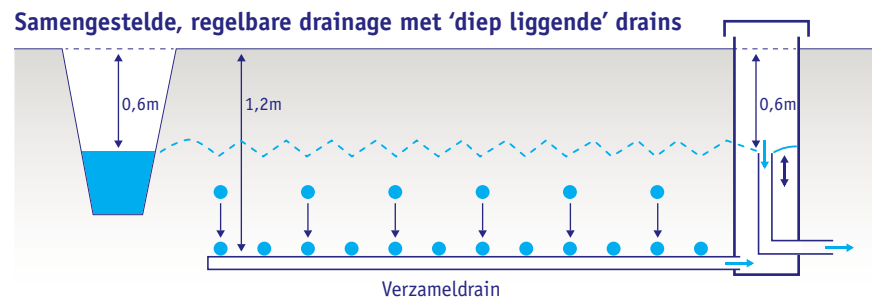 Samengestelde, regelbare drainage met ‘diep liggende’ drains
0,6m
1,2m
0,6m
Verzameldrain